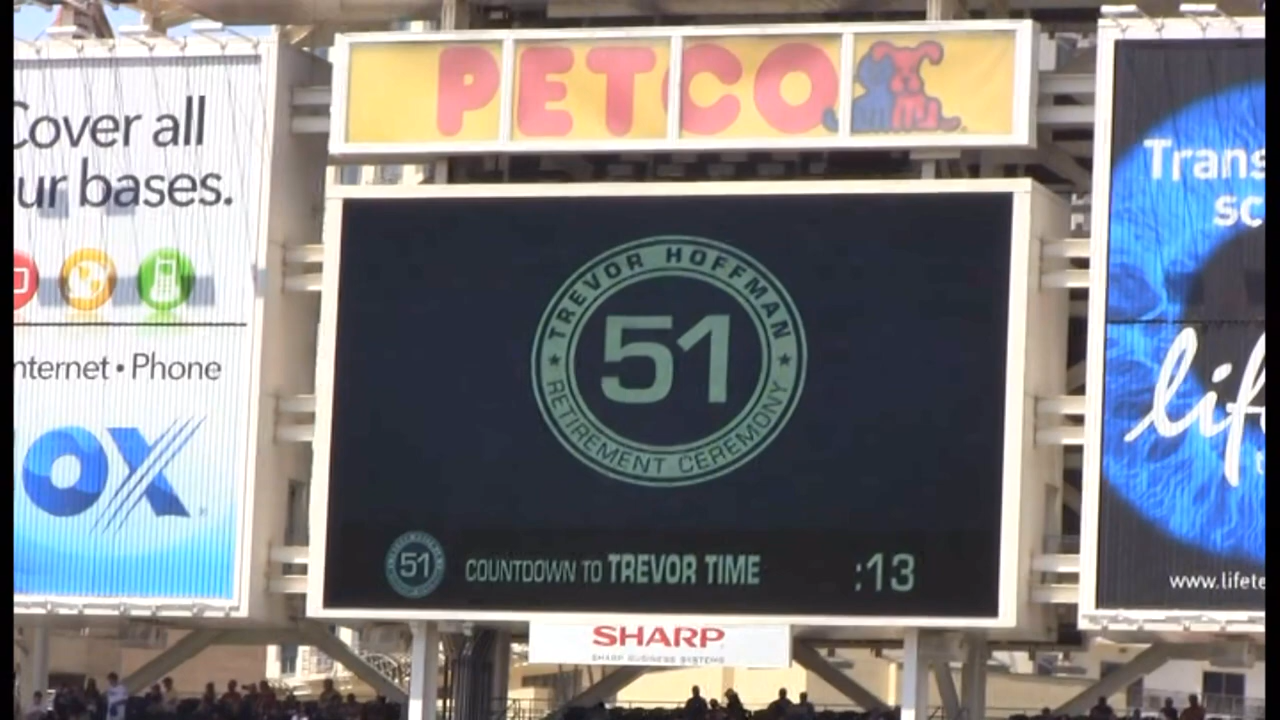 Cover all
ur bases.
nternet • Phone
OX
PETCO
TREVOR HOFFMAN
51
RETIREMENT CEREMONY
51
COUNTDOWN TO TREVOR TIME :13
SHARP
SHARP BUSINESS SYSTEMS
Trans
sc
lif
www.lifete